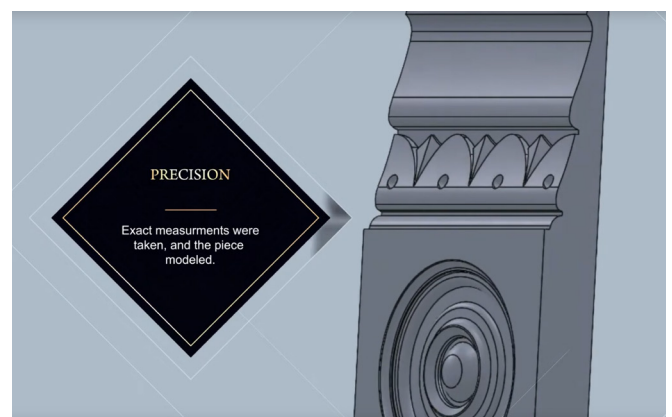 PRECISION
Exact measurments were
taken, and the piece
modeled.